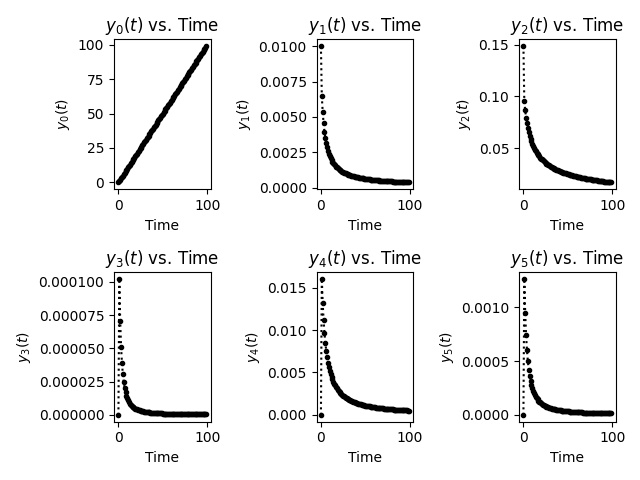 y₀(t) vs. Time
y₁(t) vs. Time
y₂(t) vs. Time
100
75
50
25
0
y₀(t)
0 100
Time
0.0100
0.0075
0.0050
0.0025
0.0000
y₁(t)
0 100
Time
0.15
0.10
0.05
y₂(t)
0 100
Time
y₃(t) vs. Time
y₄(t) vs. Time
y₅(t) vs. Time
0.000100
0.000075
0.000050
0.000025
0.000000
y₃(t)
0 100
Time
0.015
0.010
0.005
0.000
y₄(t)
0 100
Time
0.0010
0.0005
0.0000
y₅(t)
0 100
Time